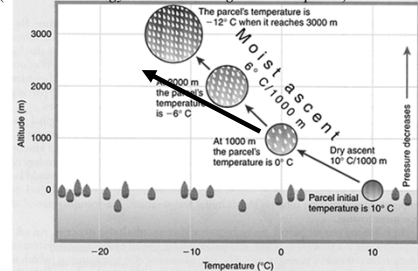 The parcel's temperature is
−12° C when it reaches 3000 m
Moist ascent
6° C/1000 m
At 2000 m
the parcel's
temperature
is −6° C
At 1000 m
the parcel's
temperature is 0° C
Dry ascent
10° C/1000 m
Parcel initial
temperature is 10° C
Pressure decreases
Altitude (m)
3000
2000
1000
0
−20
−10
0
10
Temperature (°C)